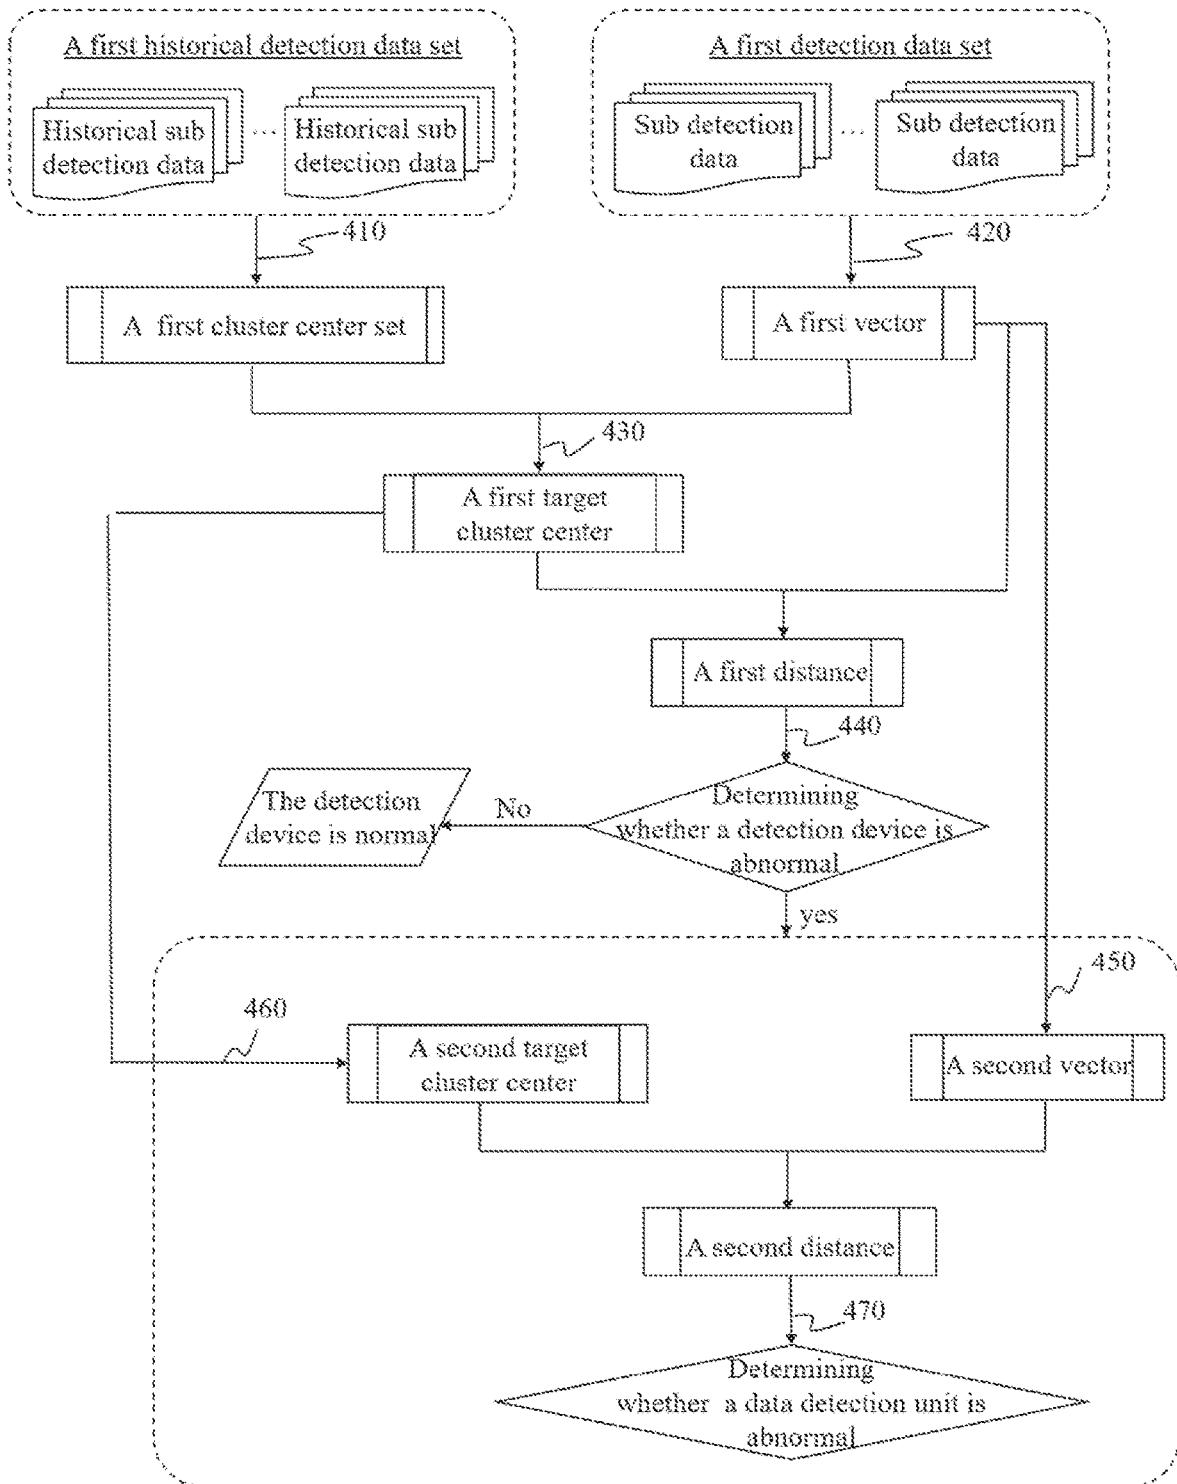 A first historical detection data set
Historical sub
detection data
...
Historical sub
detection data
A first detection data set
Sub detection
data
...
Sub detection
data
410
420
A first cluster center set
A first vector
430
A first target
cluster center
A first distance
440
Determining
whether a detection device is
abnormal
No
The detection
device is normal
yes
450
460
A second target
cluster center
A second vector
A second distance
470
Determining
whether a data detection unit is
abnormal